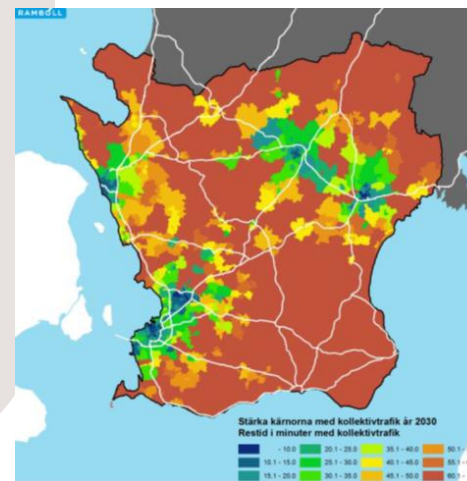 RAMBOLL
Stärka kärnorna med kollektivtrafik år 2030
Restid i minuter med kollektivtrafik
- 10.0 20.1 - 25.0 35.1 - 40.0 50.1 -
10.1 - 15.0 25.1 - 30.0 40.1 - 45.0 55.1 -
15.1 - 20.0 30.1 - 35.0 45.1 - 50.0 60.1 -